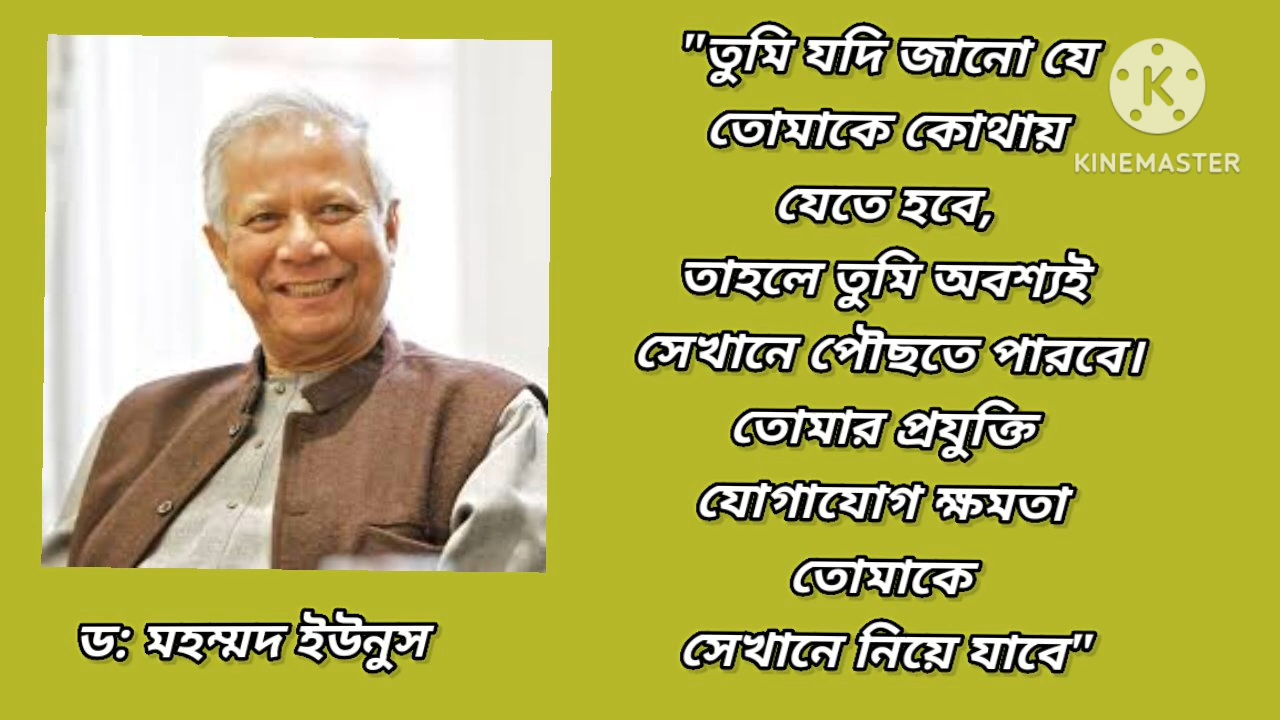 "তুমি যদি জানো যে
তোমাকে কোথায়
যেতে হবে,
তাহলে তুমি অবশ্যই
সেখানে পৌছতে পারবে।
তোমার প্রযুক্তি
যোগাযোগ ক্ষমতা
তোমাকে
সেখানে নিয়ে যাবে"
K
KINEMASTER
ড: মহম্মদ ইউনুস